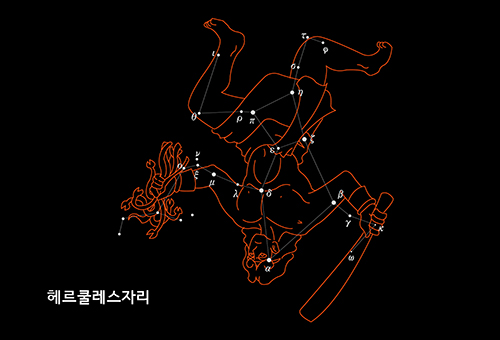 τ
φ
ι
σ
η
θ
ρ
π
ζ
ε
ν
ο
ξ
μ
λ
δ
β
γ
κ
ω
α
헤르쿨레스자리